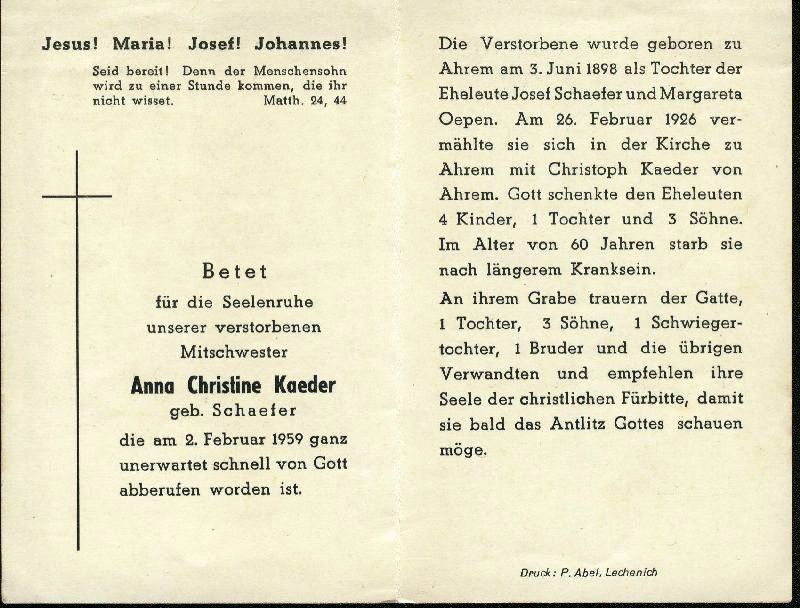 Jesus! Maria! Josef! Johannes!
Seid bereit! Denn der Menschensohn
wird zu einer Stunde kommen, die ihr
nicht wisset. Matth. 24, 44
Betet
für die Seelenruhe
unserer verstorbenen
Mitschwester
Anna Christine Kaeder
geb. Schaefer
die am 2. Februar 1959 ganz
unerwartet schnell von Gott
abberufen worden ist.
Die Verstorbene wurde geboren zu
Ahrem am 3. Juni 1898 als Tochter der
Eheleute Josef Schaefer und Margareta
Oepen. Am 26. Februar 1926 ver-
mählte sie sich in der Kirche zu
Ahrem mit Christoph Kaeder von
Ahrem. Gott schenkte den Eheleuten
4 Kinder, 1 Tochter und 3 Söhne.
Im Alter von 60 Jahren starb sie
nach längerem Kranksein.
An ihrem Grabe trauern der Gatte,
1 Tochter, 3 Söhne, 1 Schwieger-
tochter, 1 Bruder und die übrigen
Verwandten und empfehlen ihre
Seele der christlichen Fürbitte, damit
sie bald das Antlitz Gottes schauen
möge.
Druck: P. Abel, Lechenich